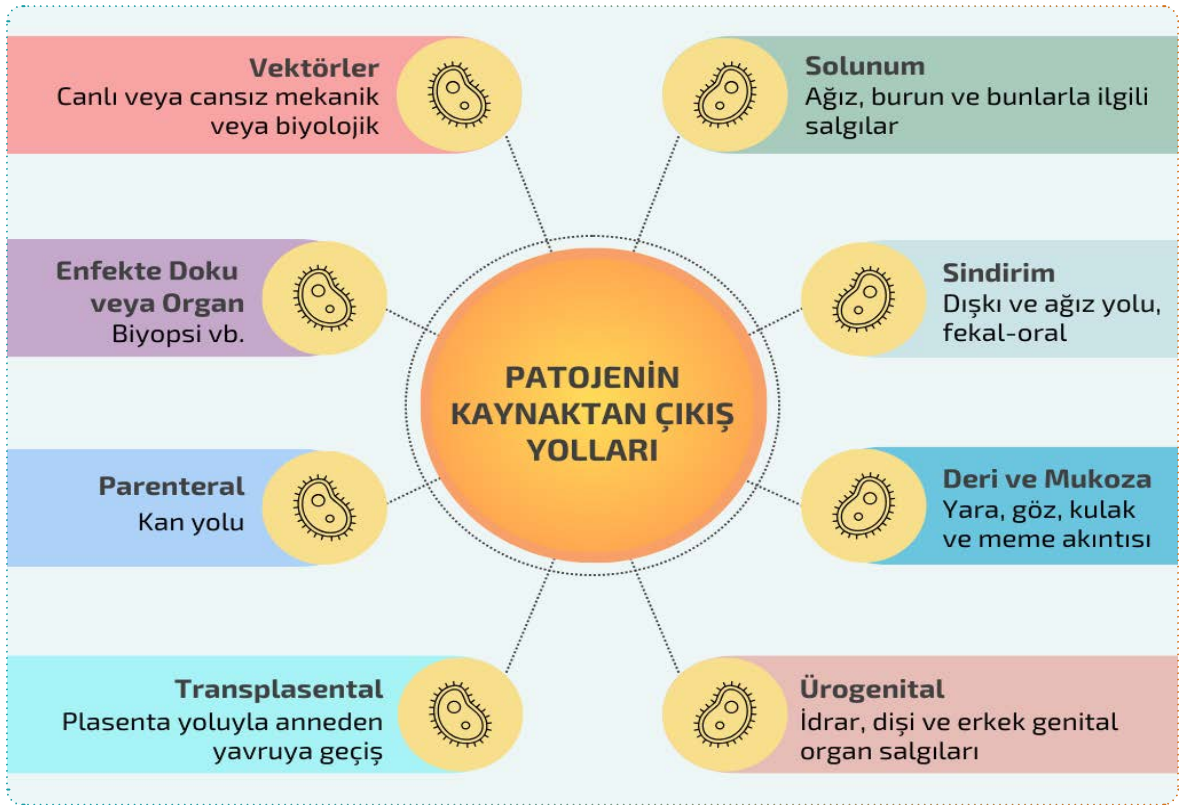 Vektörler
Canlı veya cansız mekanik
veya biyolojik
Solunum
Ağız, burun ve bunlarla ilgili
salgılar
Enfekte Doku
veya Organ
Biyopsi vb.
Sindirim
Dışkı ve ağız yolu,
fekal-oral
PATOJENİN
KAYNAKTAN ÇIKIŞ
YOLLARI
Parenteral
Kan yolu
Deri ve Mukoza
Yara, göz, kulak
ve meme akıntısı
Transplasental
Plasenta yoluyla anneden
yavruya geçiş
Ürogenital
İdrar, dişi ve erkek genital
organ salgıları